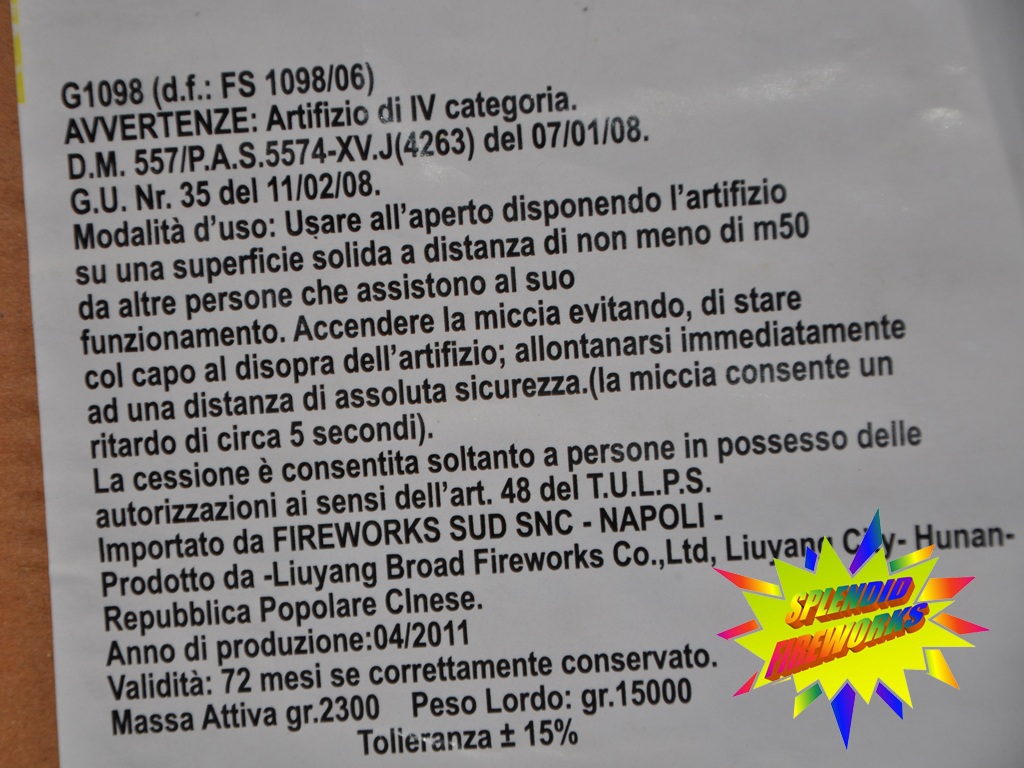 G1098 (d.f.: FS 1098/06)
AVVERTENZE: Artifizio di IV categoria.
D.M. 557/P.A.S.5574-XV.J(4263) del 07/01/08.
G.U. Nr. 35 del 11/02/08.
Modalità d'uso: Usare all'aperto disponendo l'artifizio
su una superficie solida a distanza di non meno di m50
da altre persone che assistono al suo
funzionamento. Accendere la miccia evitando, di stare
col capo al disopra dell'artifizio; allontanarsi immediatamente
ad una distanza di assoluta sicurezza.(la miccia consente un
ritardo di circa 5 secondi).
La cessione è consentita soltanto a persone in possesso delle
autorizzazioni ai sensi dell'art. 48 del T.U.L.P.S.
Importato da FIREWORKS SUD SNC - NAPOLI -
Prodotto da -Liuyang Broad Fireworks Co.,Ltd, Liuyang City- Hunan-
Repubblica Popolare CInese.
Anno di produzione:04/2011
Validità: 72 mesi se correttamente conservato.
Massa Attiva gr.2300 Peso Lordo: gr.15000
Tolieranza ± 15%
SPLENDID
FIREWORKS